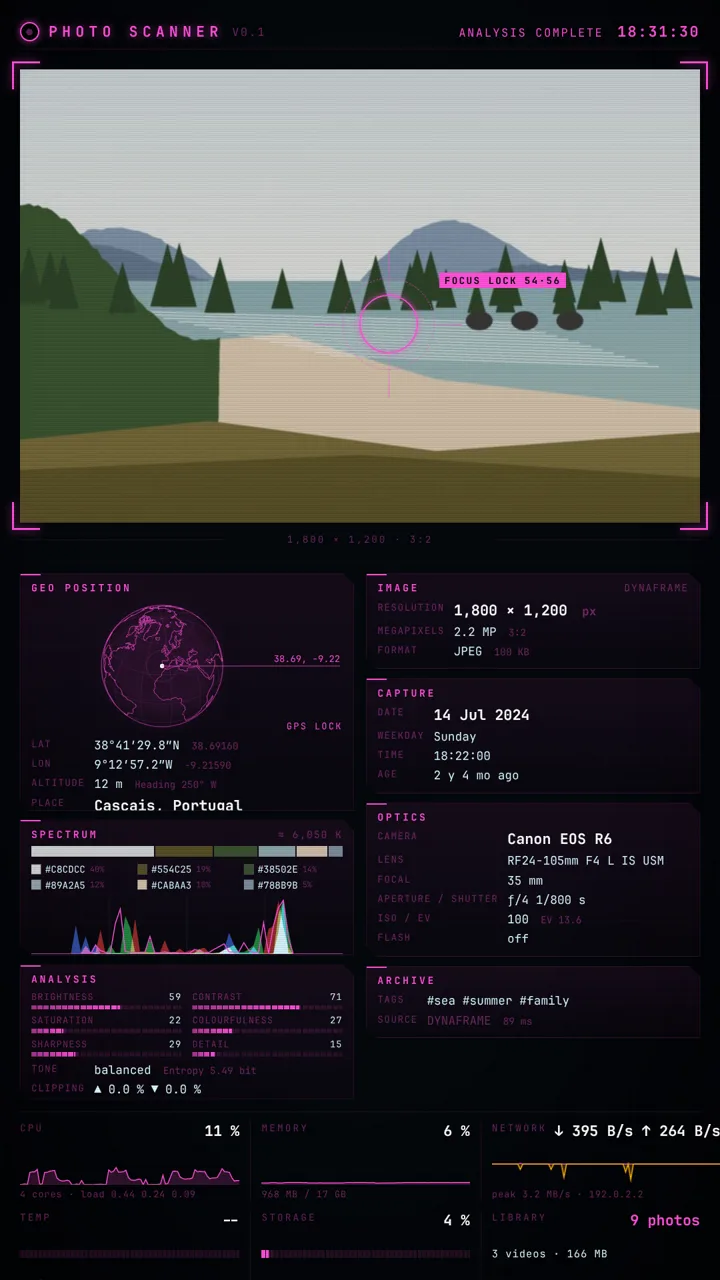 PHOTO SCANNER V0.1
ANALYSIS COMPLETE 18:31:30
FOCUS LOCK 54·56
1,800 × 1,200 · 3:2
GEO POSITION
38.69, -9.22
GPS LOCK
LAT 38°41′29.8″N 38.69160
LON 9°12′57.2″W -9.21590
ALTITUDE 12 m Heading 250° W
PLACE Cascais, Portugal
SPECTRUM ≈ 6,050 K
#C8CDCC 40% #554C25 19% #38502E 14%
#89A2A5 12% #CABAA3 10% #788B9B 5%
ANALYSIS
BRIGHTNESS 59 CONTRAST 71
SATURATION 22 COLOURFULNESS 27
SHARPNESS 29 DETAIL 15
TONE balanced Entropy 5.49 bit
CLIPPING ▲ 0.0 % ▼ 0.0 %
IMAGE DYNAFRAME
RESOLUTION 1,800 × 1,200 px
MEGAPIXELS 2.2 MP 3:2
FORMAT JPEG 100 KB
CAPTURE
DATE 14 Jul 2024
WEEKDAY Sunday
TIME 18:22:00
AGE 2 y 4 mo ago
OPTICS
CAMERA Canon EOS R6
LENS RF24-105mm F4 L IS USM
FOCAL 35 mm
APERTURE / SHUTTER ƒ/4 1/800 s
ISO / EV 100 EV 13.6
FLASH off
ARCHIVE
TAGS #sea #summer #family
SOURCE DYNAFRAME 89 ms
CPU 11 %
4 cores · load 0.44 0.24 0.09
MEMORY 6 %
968 MB / 17 GB
NETWORK ↓ 395 B/s ↑ 264 B/s
peak 3.2 MB/s · 192.0.2.2
TEMP --
STORAGE 4 %
LIBRARY 9 photos
3 videos · 166 MB